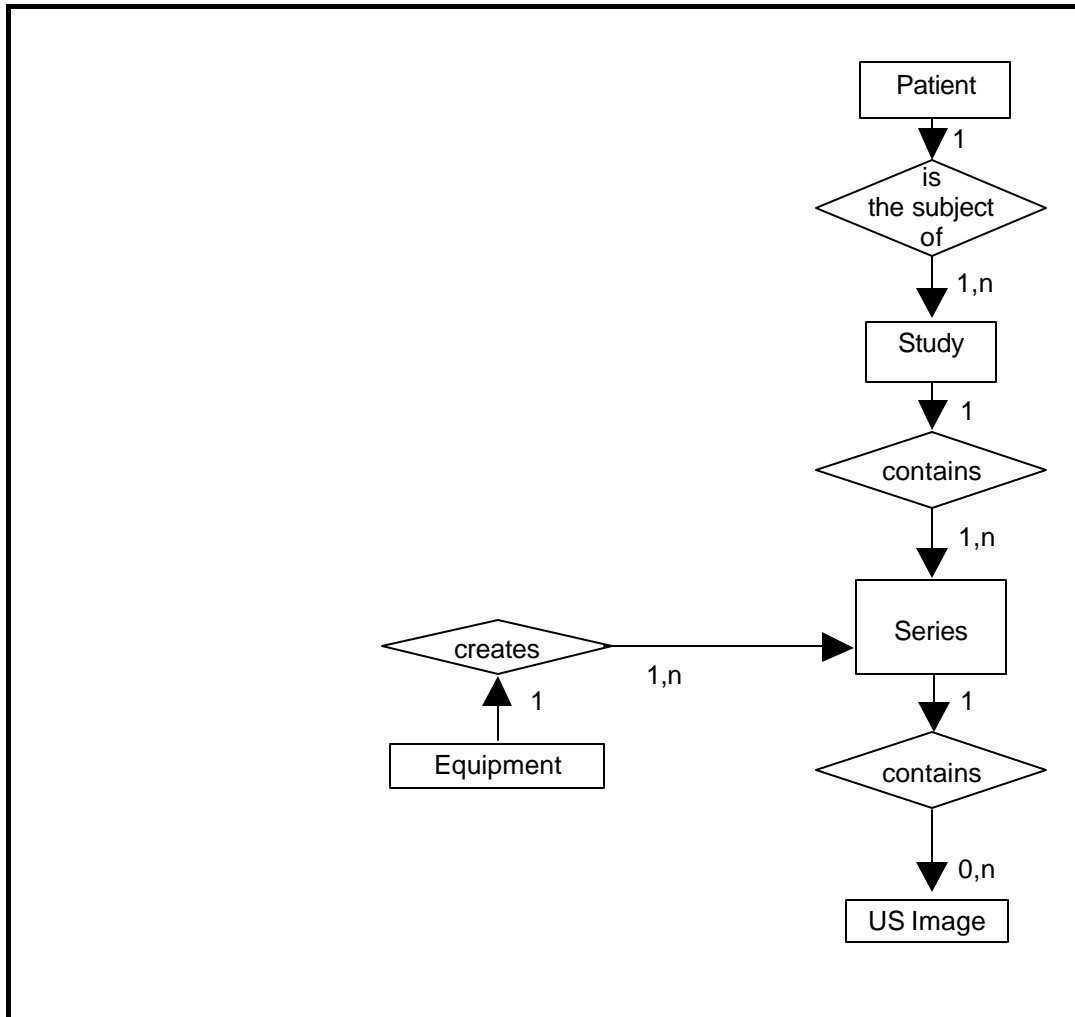 Patient
1
is
the subject
of
1,n
Study
1
contains
1,n
Series
creates
1,n
1
1
Equipment
contains
0,n
US Image